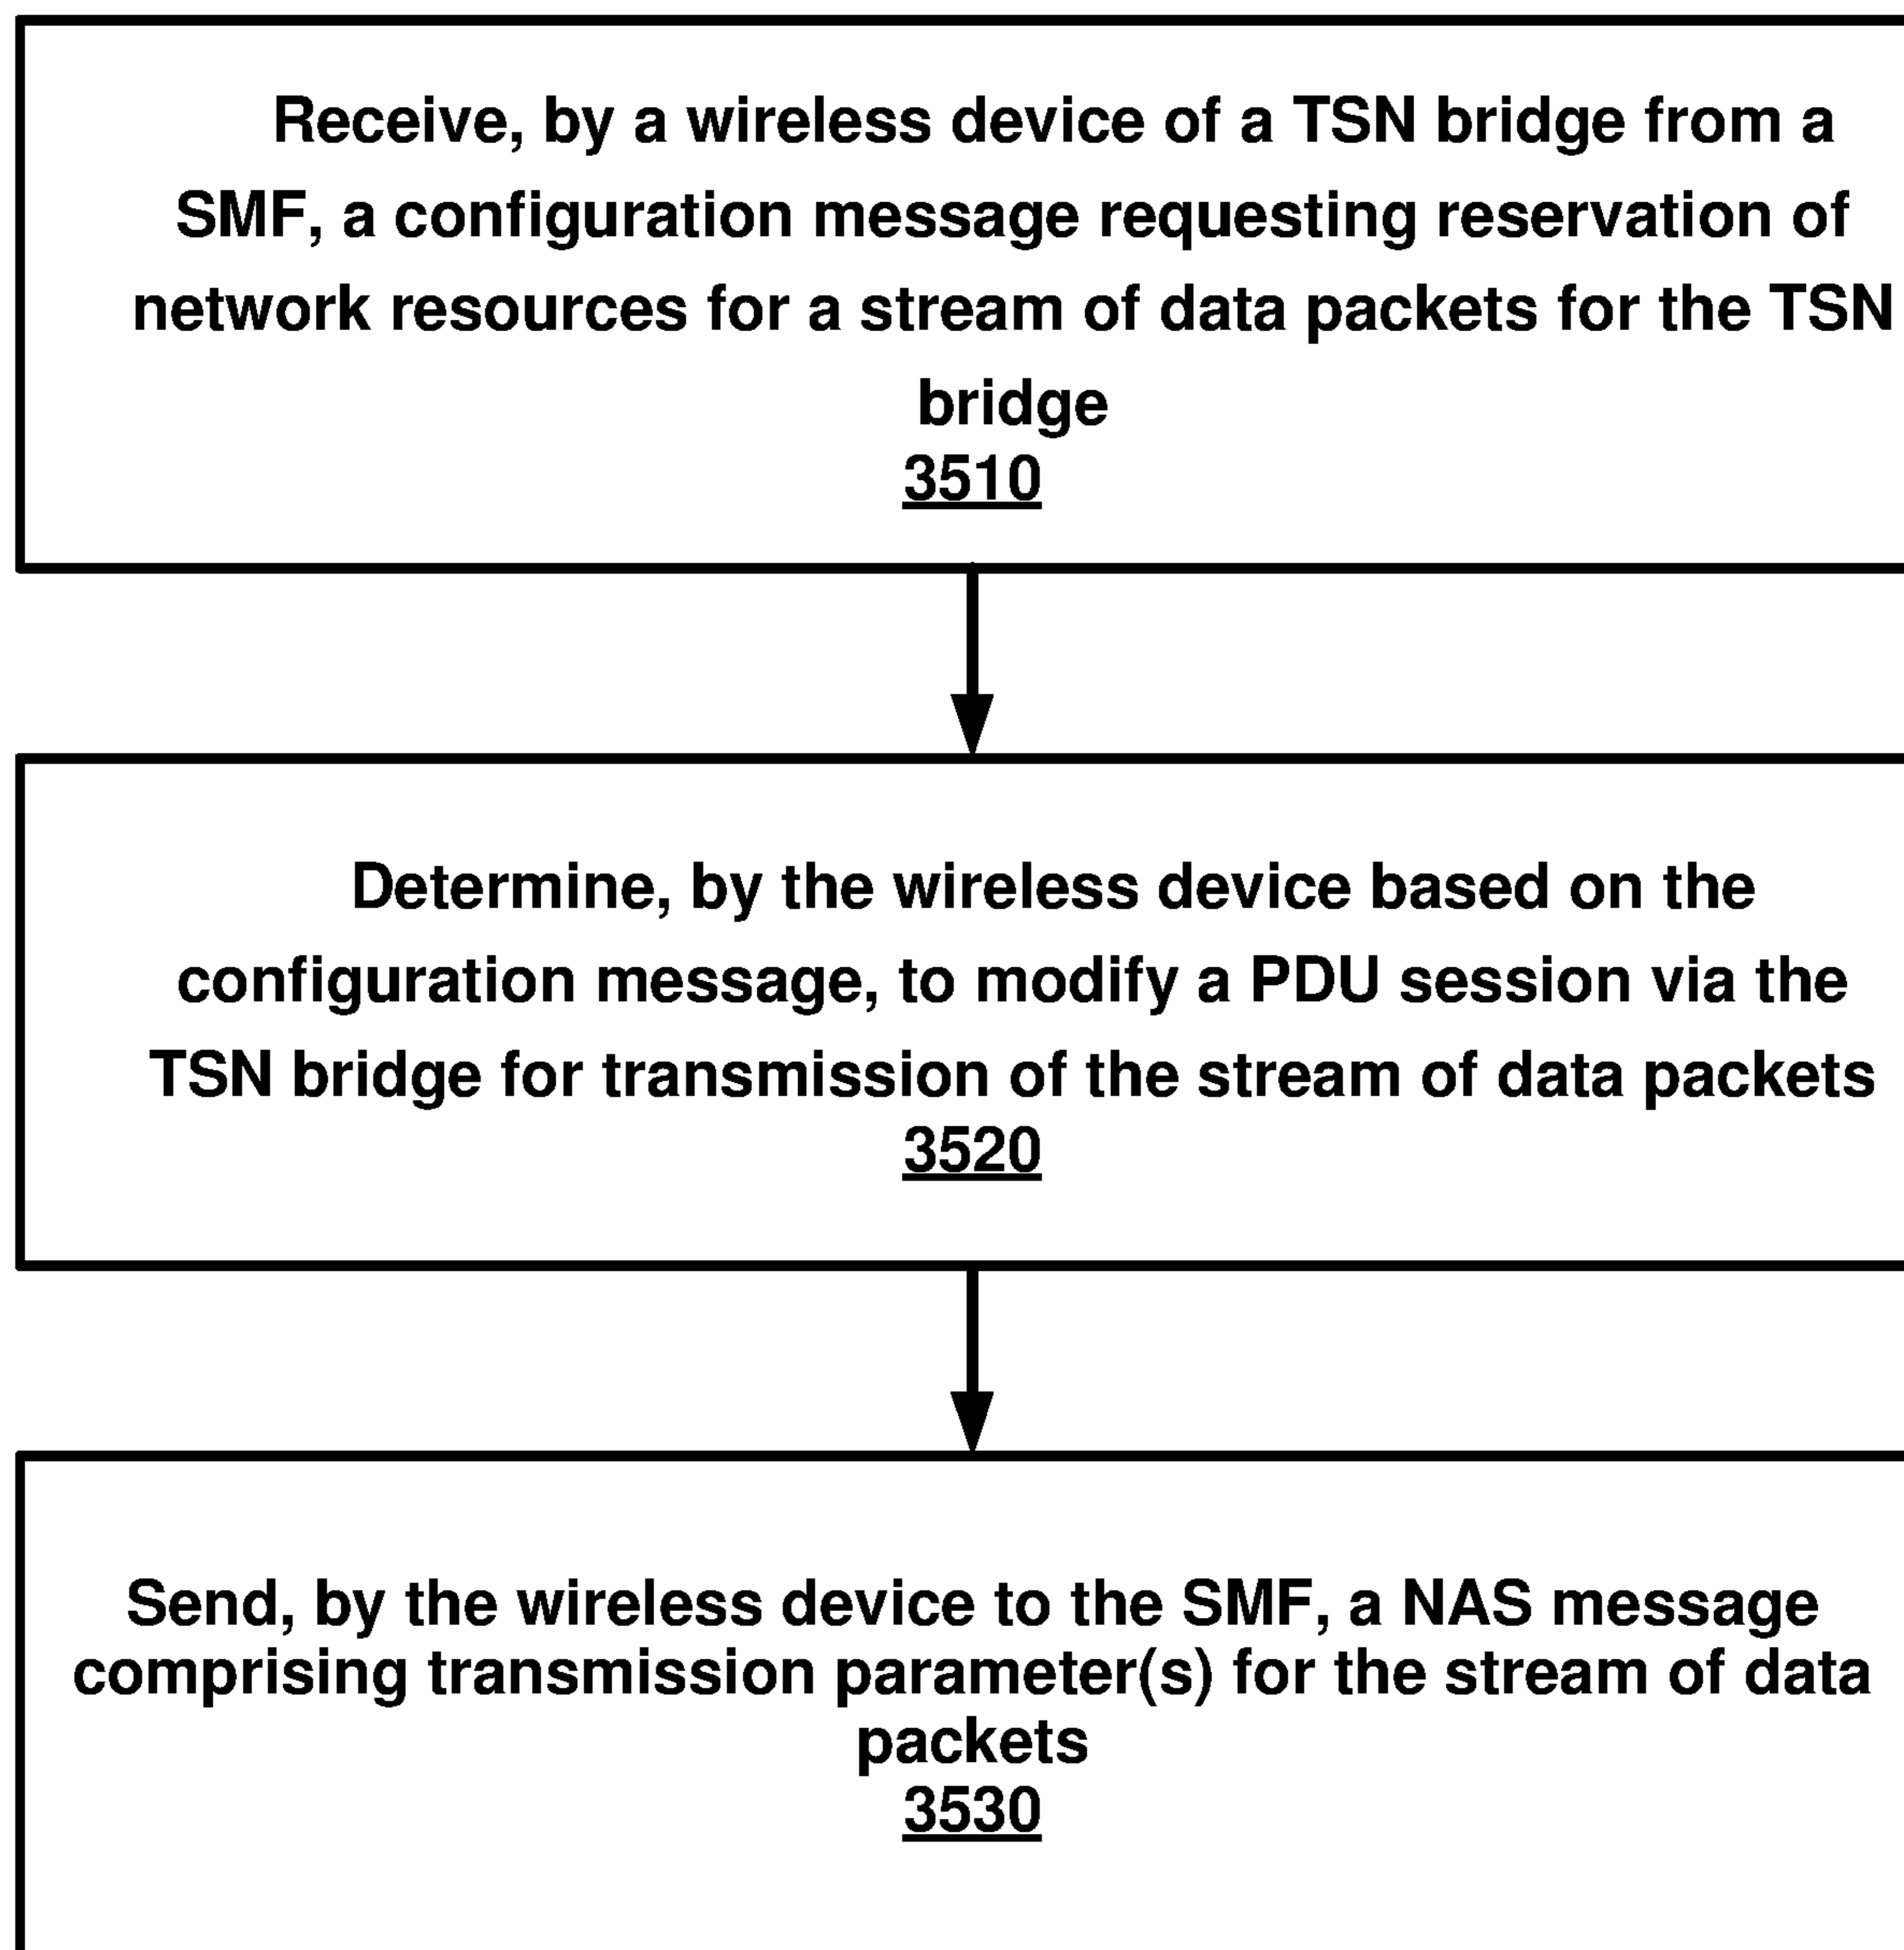 Receive, by a wireless device of a TSN bridge from a
SMF, a configuration message requesting reservation of
network resources for a stream of data packets for the TSN
bridge
3510
Determine, by the wireless device based on the
configuration message, to modify a PDU session via the
TSN bridge for transmission of the stream of data packets
3520
Send, by the wireless device to the SMF, a NAS message
comprising transmission parameter(s) for the stream of data
packets
3530